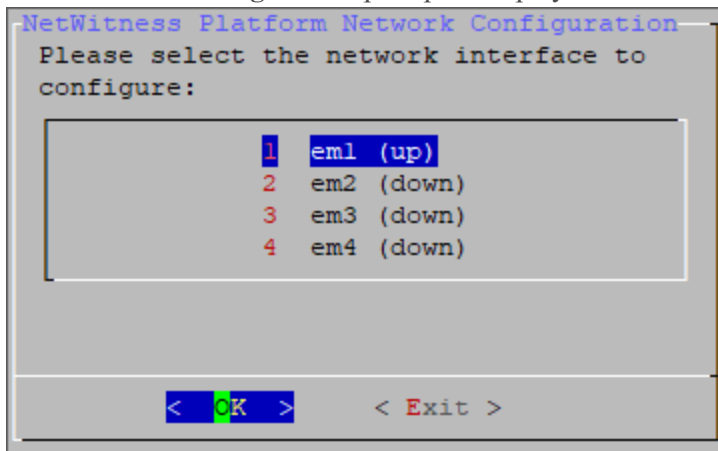 NetWitness Platform Network Configuration
Please select the network interface to
configure:
1 em1 (up)
2 em2 (down)
3 em3 (down)
4 em4 (down)
< OK > < Exit >